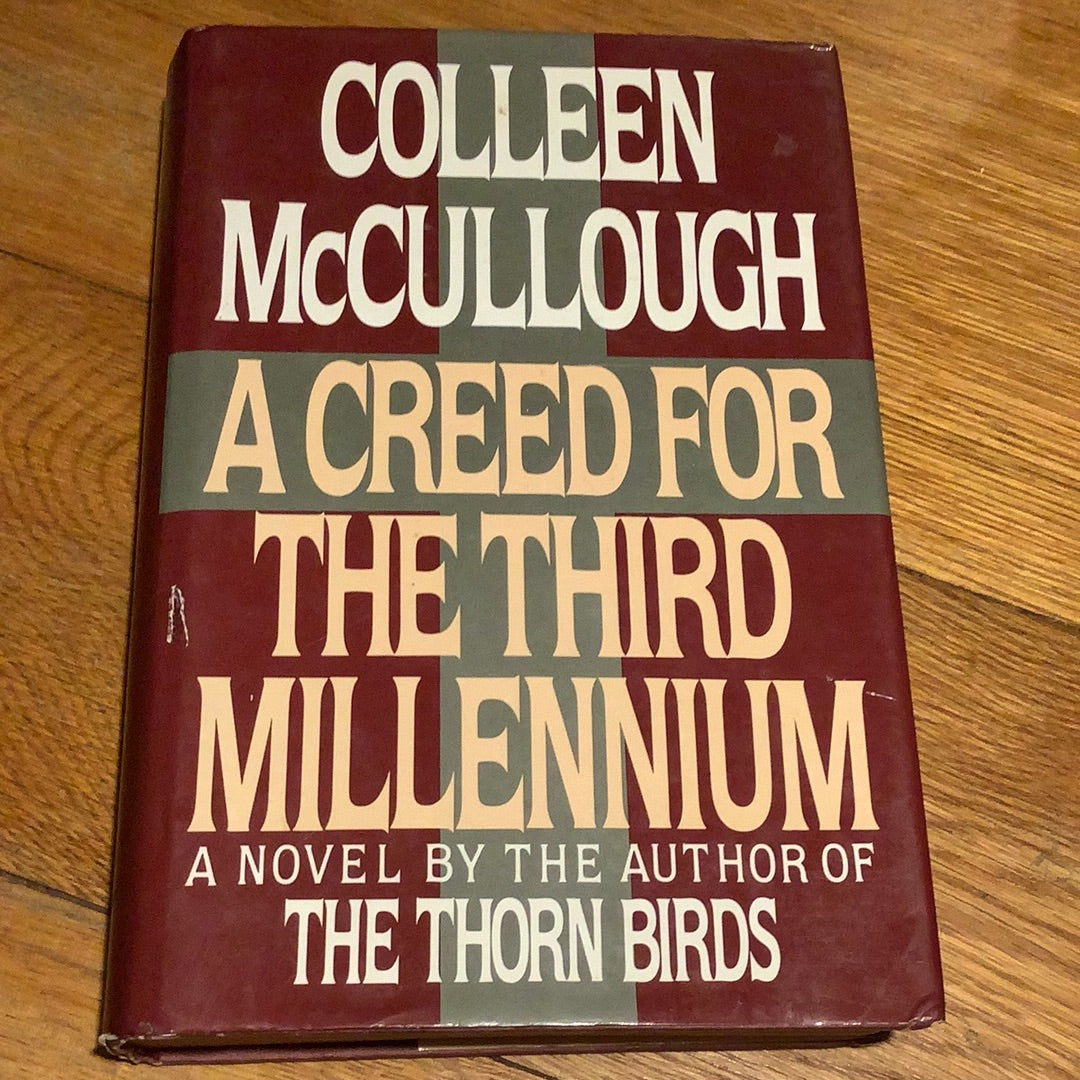 COLLEEN
McCULLOUGH
A CREED FOR
THE THIRD
MILLENNIUM
A NOVEL BY THE AUTHOR OF
THE THORN BIRDS